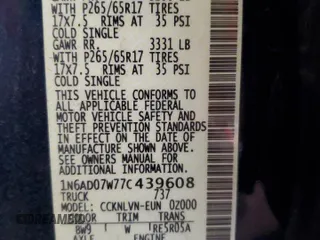 WITH P265/65R17 TIRES
17X7.5 RIMS AT 35 PSI
COLD SINGLE
GAWR RR. 3331 LB
WITH P265/65R17 TIRES
17X7.5 RIMS AT 35 PSI
COLD SINGLE
THIS VEHICLE CONFORMS TO
ALL APPLICABLE FEDERAL
MOTOR VEHICLE SAFETY AND
THEFT PREVENTION
STANDARDS IN EFFECT ON
THE DATE OF MANUFACTURE
SHOWN ABOVE.
SEE OWNERS MANUAL FOR
ADDITIONAL INFORMATION
1N6AD07W77C439608
TRUCK 737
MODEL CCKNLVN-EUN 02000
COLOR TRIM TRANS
BW9 W RE5R05A
AXLE ENGINE